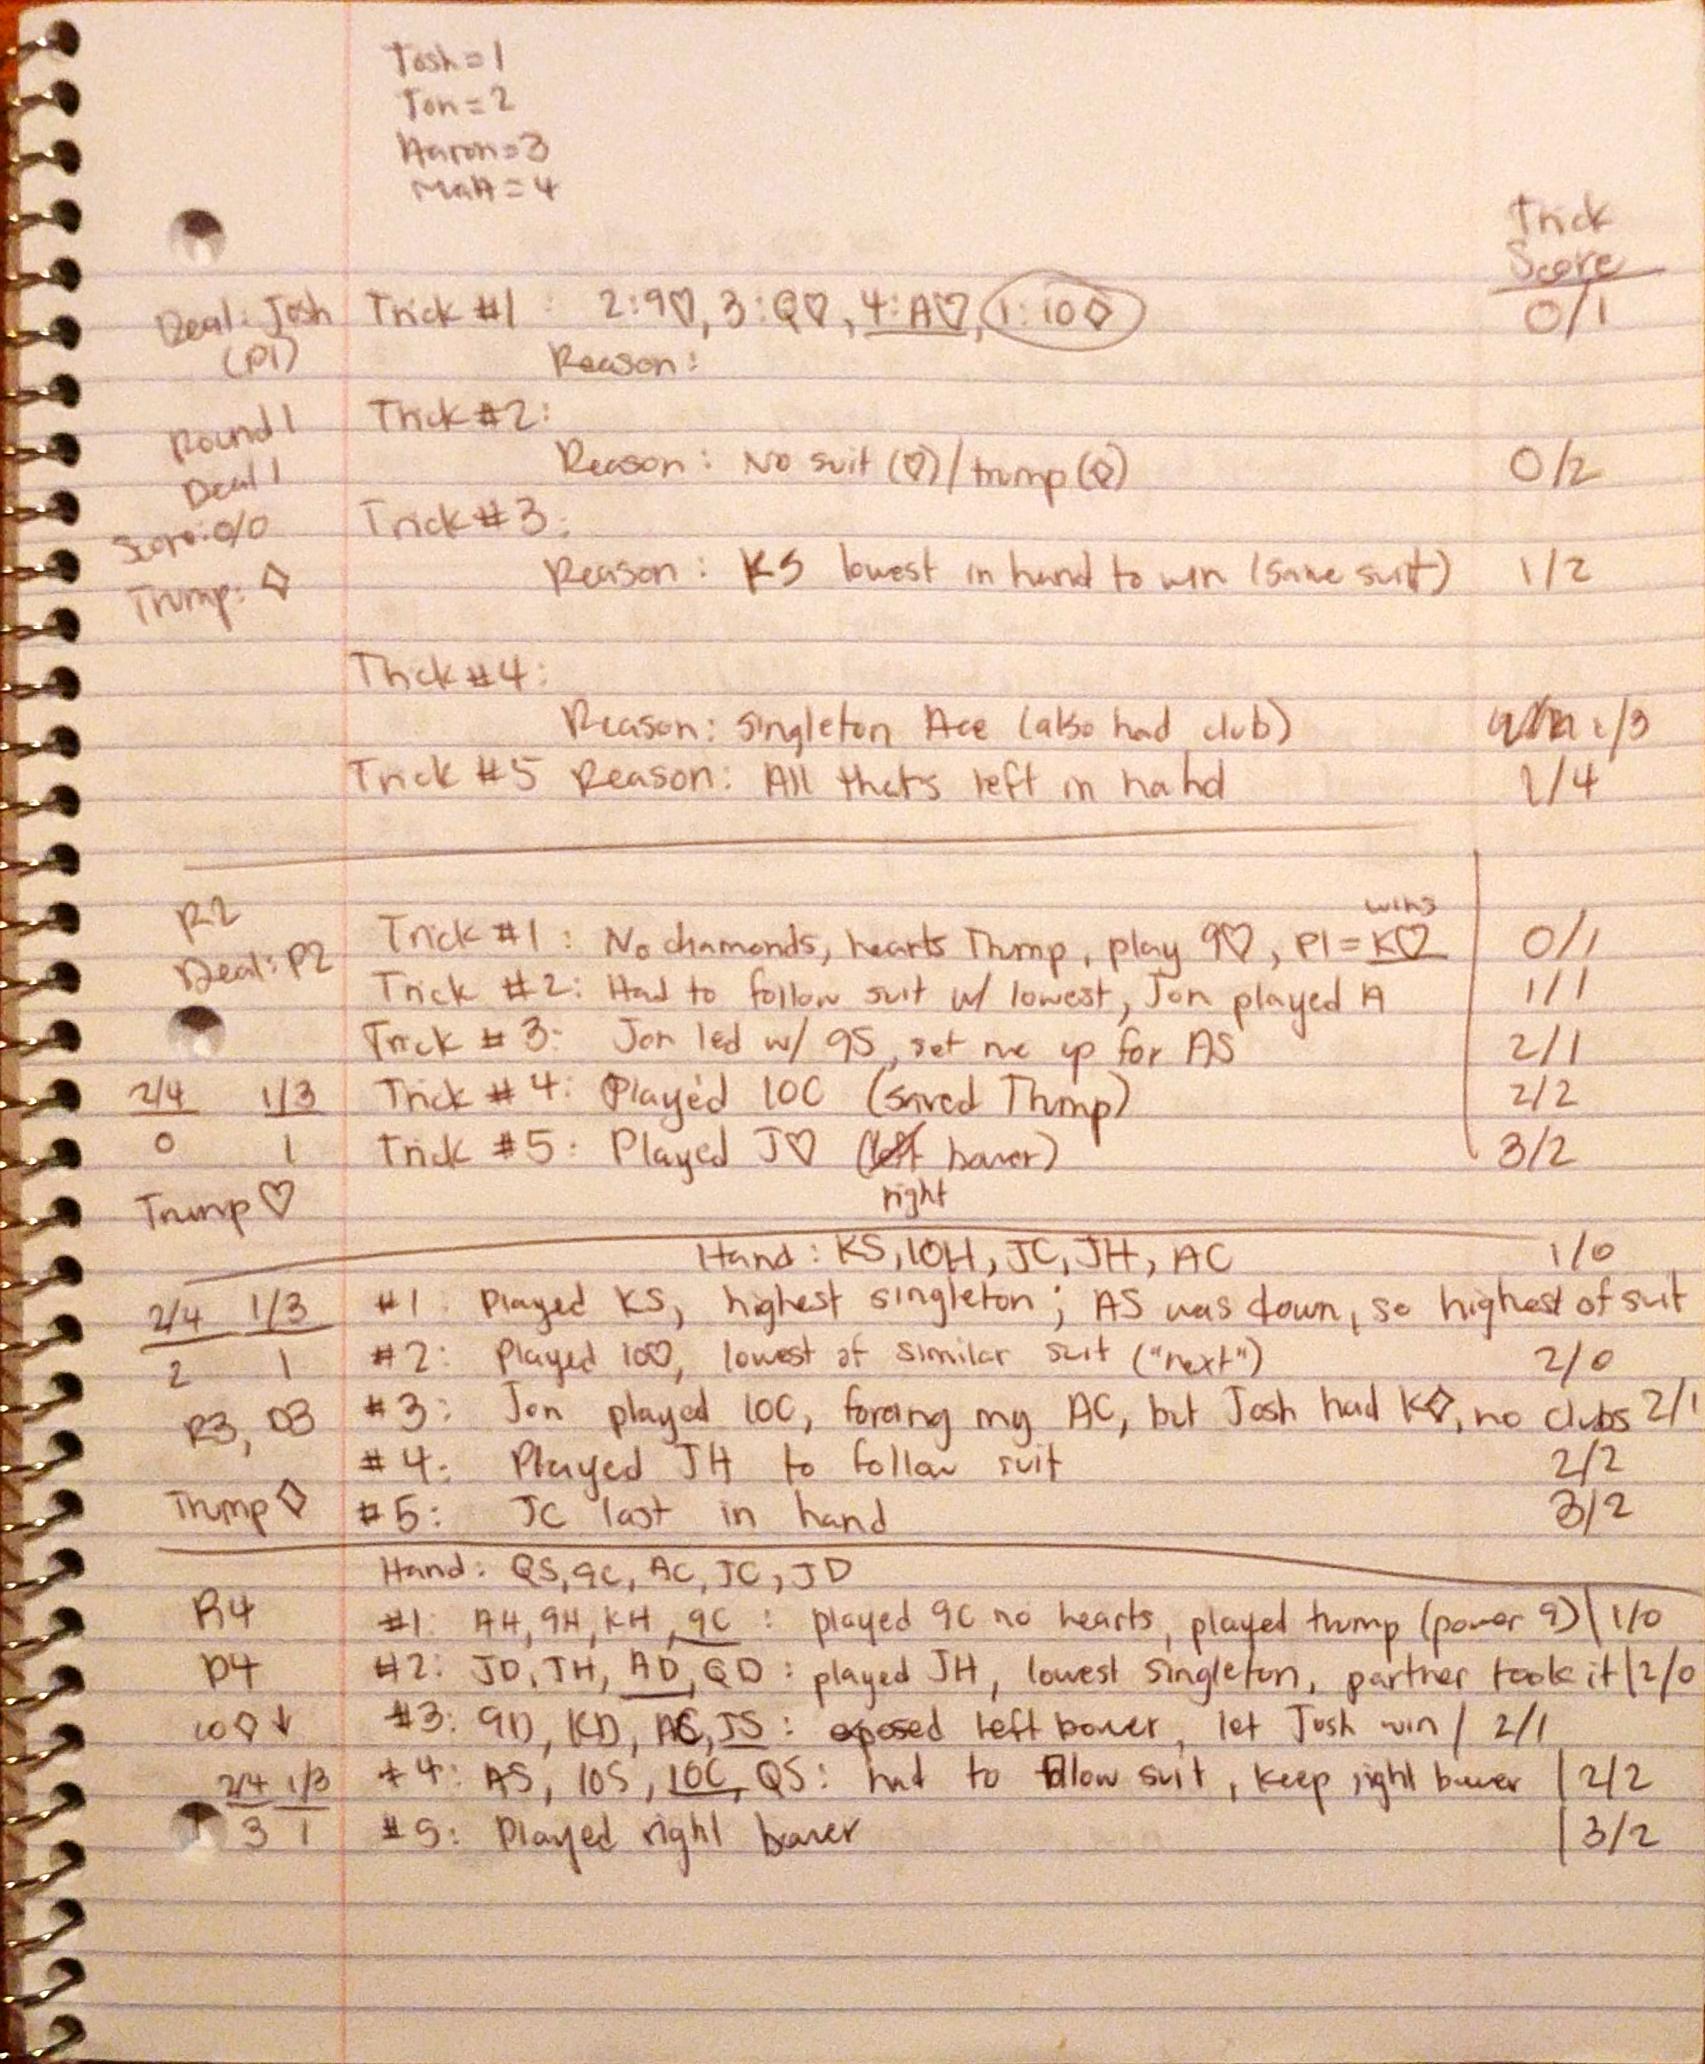 Josh = 1
Jon = 2
Aaron = 3
Matt = 4
Trick
Score
Deal: Josh Trick #1 : 2:9♡, 3:Q♡, 4:A♡, 1:10♢ 0/1
(P1) Reason:
Round 1 Trick #2:
Deal 1 Reason: No suit (♡)/trump(♢) 0/2
Score: 0/0 Trick #3:
Trump: ♢ Reason: KS lowest in hand to win (same suit) 1/2
Trick #4:
Reason: singleton Ace (also had club) 1/3
Trick #5 Reason: All that's left in hand 1/4
R2 wins
Deal: P2 Trick #1: No diamonds, hearts Trump, play 9♡, P1 = K♡ 0/1
Trick #2: Had to follow suit w/ lowest, Jon played A 1/1
Trick #3: Jon led w/ 9S, set me up for AS 2/1
2/4 1/3 Trick #4: Played 10C (saved Trump) 2/2
0 1 Trick #5: Played J♡ (left bower) 3/2
Trump ♡ right
Hand: KS, 10H, JC, JH, AC 1/0
2/4 1/3 #1: Played KS, highest singleton; AS was down, so highest of suit
2 1 #2: Played 10♡, lowest of similar suit ("next") 2/0
R3, D3 #3: Jon played 10C, forcing my AC, but Josh had K♢, no clubs 2/1
#4: Played JH to follow suit 2/2
Trump ♢ #5: JC last in hand 3/2
Hand: QS, 9C, AC, JC, JD
R4 #1: AH, 9H, KH, 9C: played 9C no hearts, played trump (power 9) | 1/0
D4 #2: JD, JH, AD, QD: played JH, lowest singleton, partner took it | 2/0
10♢↓ #3: 9D, KD, AC, JS: exposed left bower, let Josh win / 2/1
2/4 1/3 #4: AS, 10S, 10C, QS: had to follow suit, keep right bower | 2/2
3 1 #5: Played right bower | 3/2